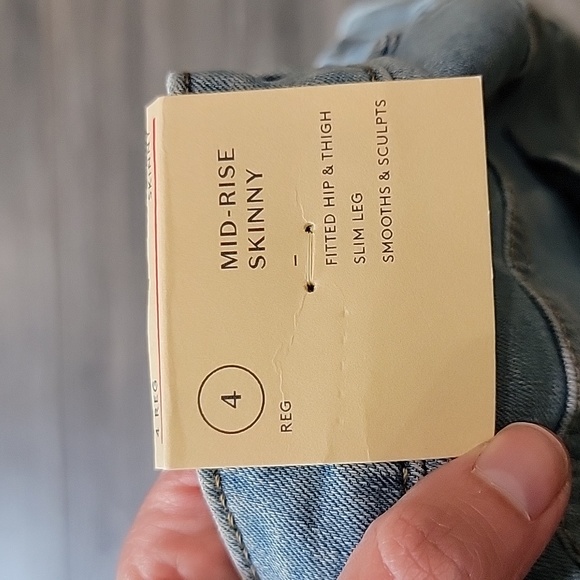 4 REG
SKINNY
4
REG
MID-RISE
SKINNY
–
FITTED HIP & THIGH
SLIM LEG
SMOOTHS & SCULPTS